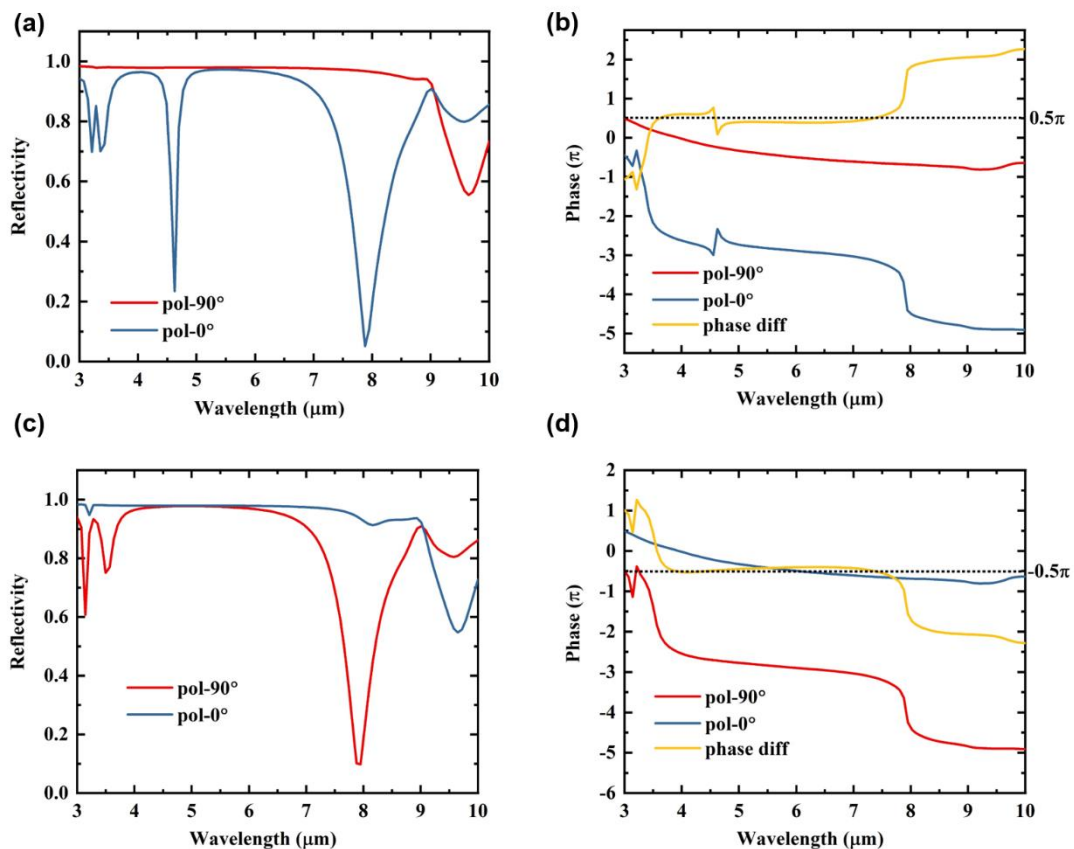 (a)
Reflectivity
1.0
0.8
0.6
0.4
0.2
0.0
pol-90°
pol-0°
3 4 5 6 7 8 9 10
Wavelength (μm)
(b)
Phase (π)
2
1
0
-1
-2
-3
-4
-5
0.5π
pol-90°
pol-0°
phase diff
3 4 5 6 7 8 9 10
Wavelength (μm)
(c)
Reflectivity
1.0
0.8
0.6
0.4
0.2
0.0
pol-90°
pol-0°
3 4 5 6 7 8 9 10
Wavelength (μm)
(d)
Phase (π)
2
1
0
-1
-2
-3
-4
-5
-6
-0.5π
pol-90°
pol-0°
phase diff
3 4 5 6 7 8 9 10
Wavelength (μm)